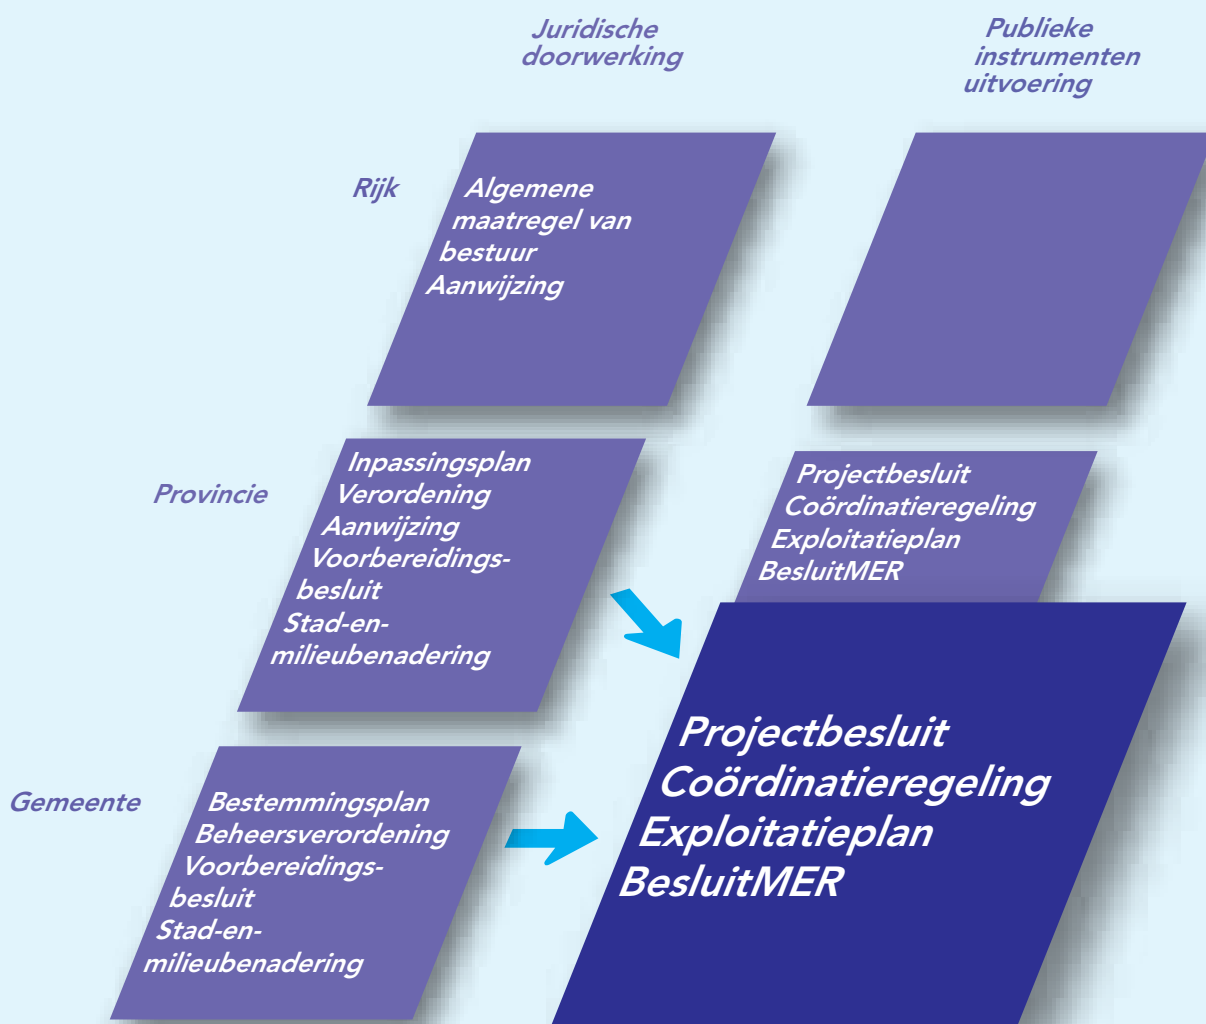 Juridische
doorwerking
Publieke
instrumenten
uitvoering
Rijk
Algemene
maatregel van
bestuur
Aanwijzing
Provincie
Inpassingsplan
Verordening
Aanwijzing
Voorbereidings-
besluit
Stad-en-
milieubenadering
Projectbesluit
Coördinatieregeling
Exploitatieplan
BesluitMER
Gemeente
Bestemmingsplan
Beheersverordening
Voorbereidings-
besluit
Stad-en-
milieubenadering
Projectbesluit
Coördinatieregeling
Exploitatieplan
BesluitMER